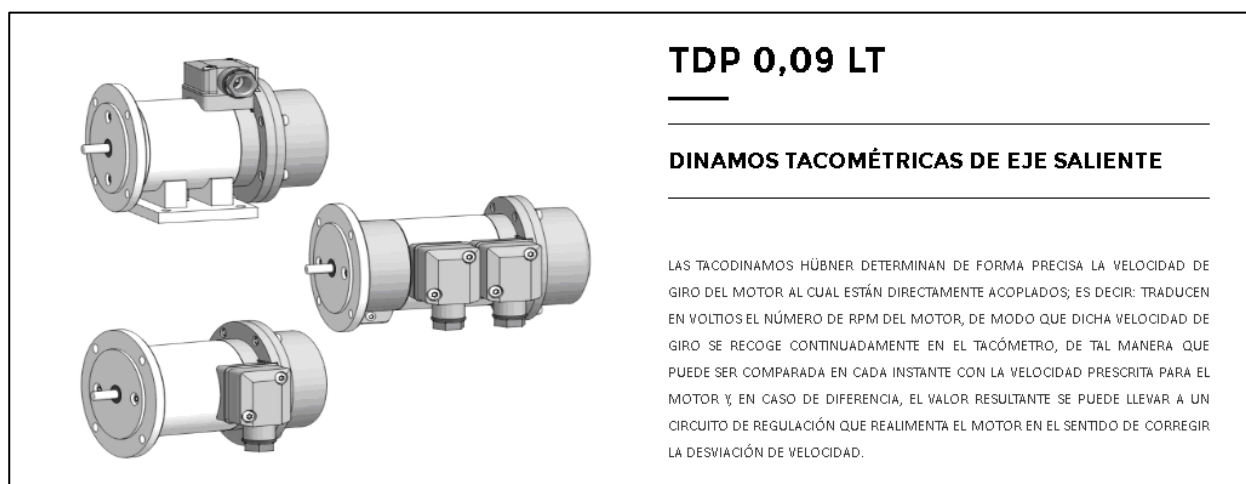 TDP 0,09 LT
DINAMOS TACOMÉTRICAS DE EJE SALIENTE
LAS TACODINAMOS HÜBNER DETERMINAN DE FORMA PRECISA LA VELOCIDAD DE
GIRO DEL MOTOR AL CUAL ESTÁN DIRECTAMENTE ACOPLADOS; ES DECIR: TRADUCEN
EN VOLTIOS EL NÚMERO DE RPM DEL MOTOR, DE MODO QUE DICHA VELOCIDAD DE
GIRO SE RECOGE CONTINUADAMENTE EN EL TACÓMETRO, DE TAL MANERA QUE
PUEDE SER COMPARADA EN CADA INSTANTE CON LA VELOCIDAD PRESCRITA PARA EL
MOTOR Y, EN CASO DE DIFERENCIA, EL VALOR RESULTANTE SE PUEDE LLEVAR A UN
CIRCUITO DE REGULACIÓN QUE REALIMENTA EL MOTOR EN EL SENTIDO DE CORREGIR
LA DESVIACIÓN DE VELOCIDAD.